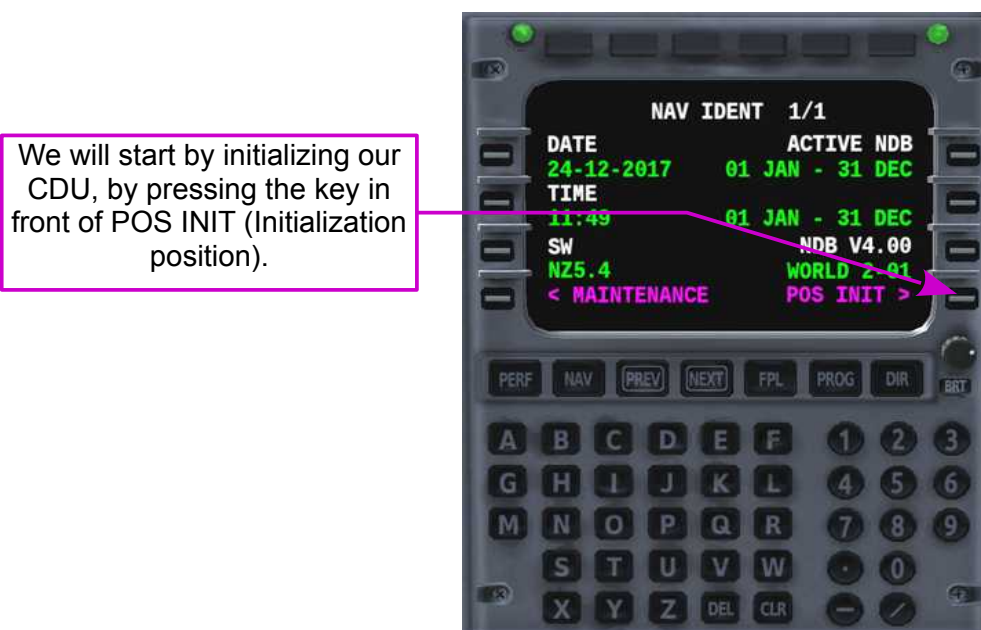 We will start by initializing our
CDU, by pressing the key in
front of POS INIT (Initialization
position).
NAV IDENT 1/1
DATE ACTIVE NDB
24-12-2017 01 JAN - 31 DEC
TIME
11:49 01 JAN - 31 DEC
SW NDB V4.00
NZ5.4 WORLD 2-01
< MAINTENANCE POS INIT >
PERF NAV PREV NEXT FPL PROG DIR BRT
A B C D E F 1 2 3
G H I J K L 4 5 6
M N O P Q R 7 8 9
S T U V W · 0
X Y Z DEL CLR - /